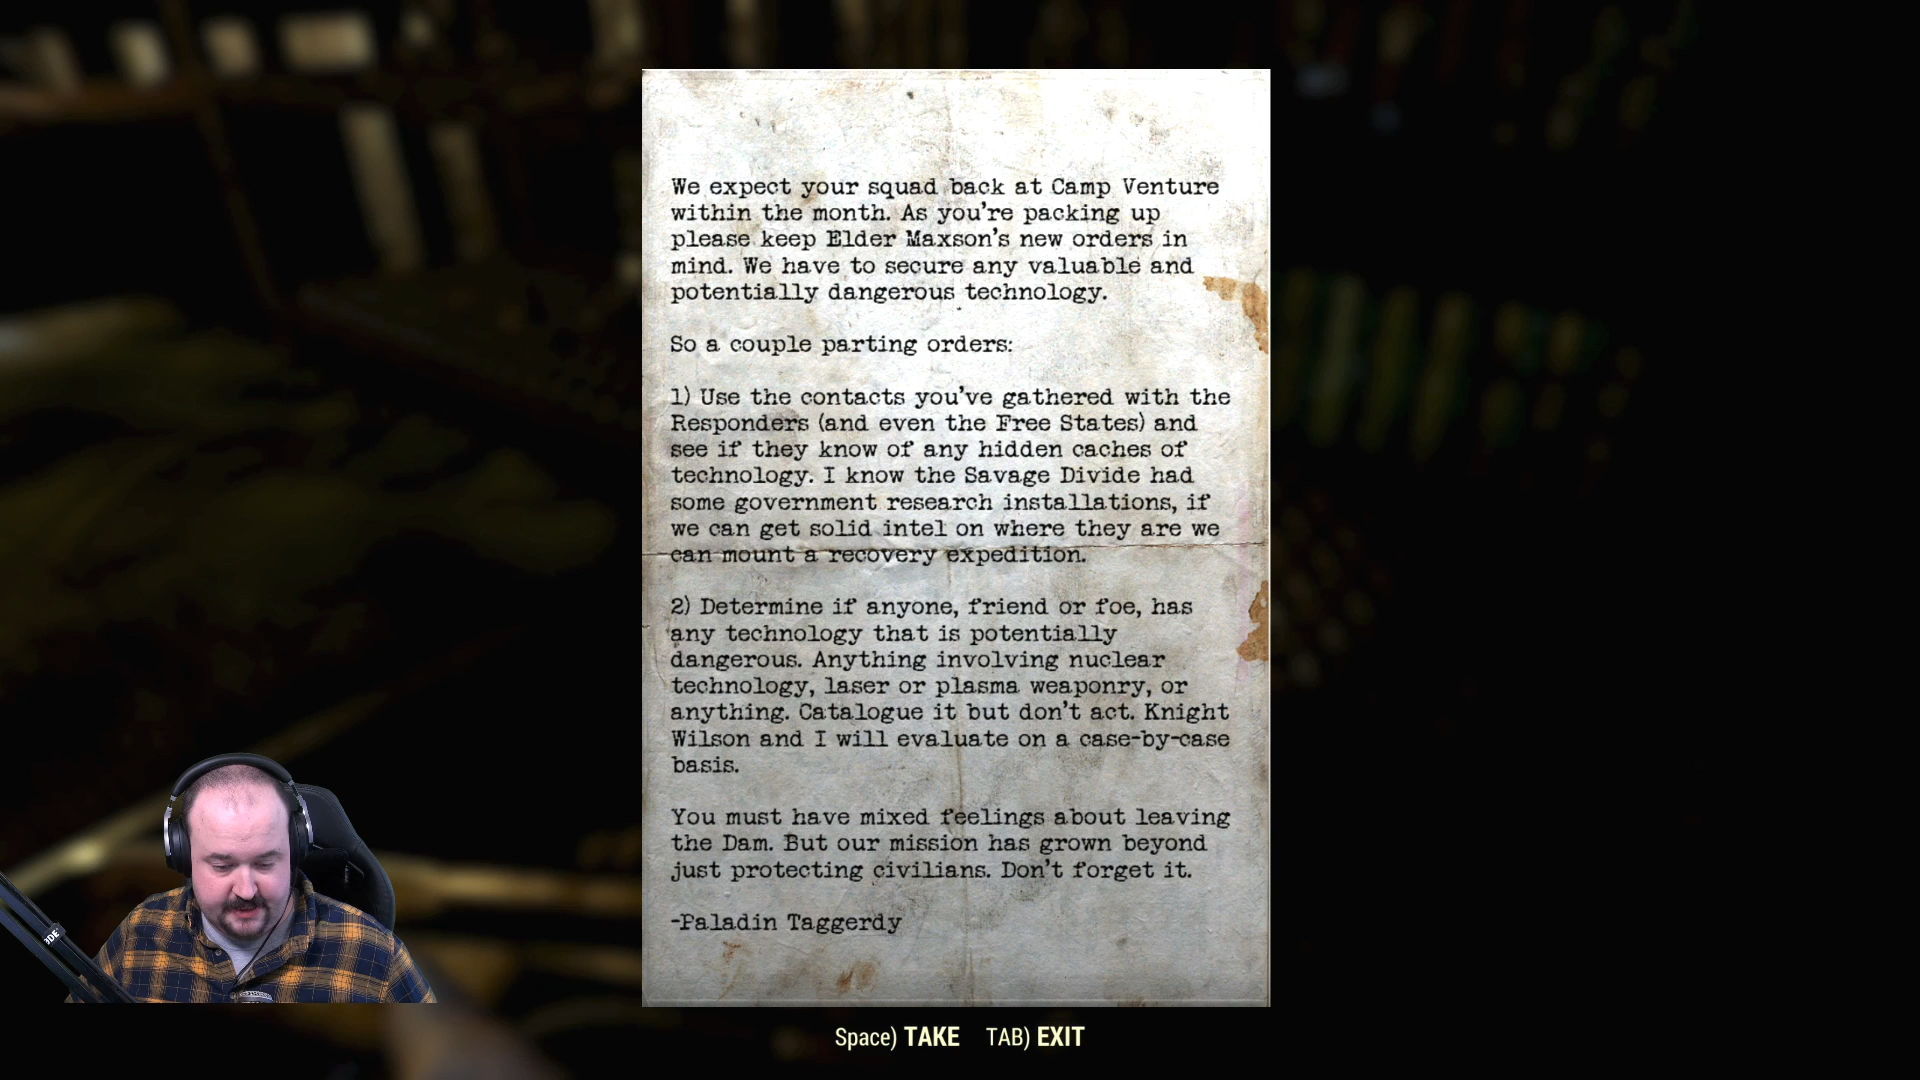 We expect your squad back at Camp Venture
within the month. As you're packing up
please keep Elder Maxson's new orders in
mind. We have to secure any valuable and
potentially dangerous technology.
So a couple parting orders:
1) Use the contacts you've gathered with the
Responders (and even the Free States) and
see if they know of any hidden caches of
technology. I know the Savage Divide had
some government research installations, if
we can get solid intel on where they are we
can mount a recovery expedition.
2) Determine if anyone, friend or foe, has
any technology that is potentially
dangerous. Anything involving nuclear
technology, laser or plasma weaponry, or
anything. Catalogue it but don't act. Knight
Wilson and I will evaluate on a case-by-case
basis.
You must have mixed feelings about leaving
the Dam. But our mission has grown beyond
just protecting civilians. Don't forget it.
-Paladin Taggerdy
Space) TAKE TAB) EXIT